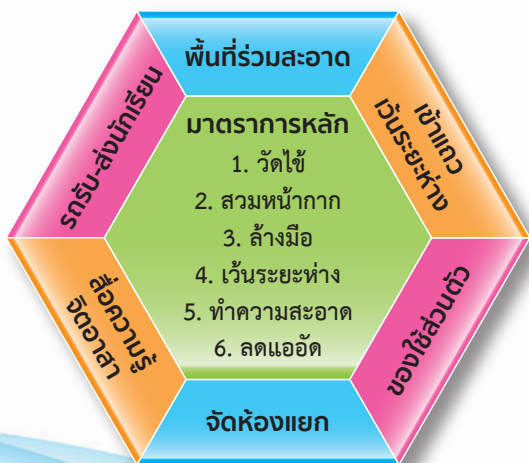 พื้นที่ร่วมสะอาด
เข้าแถว
เว้นระยะห่าง
รถรับ-ส่งนักเรียน
มาตราการหลัก
1. วัดไข้
2. สวมหน้ากาก
3. ล้างมือ
4. เว้นระยะห่าง
5. ทำความสะอาด
6. ลดแออัด
สื่อความรู้
จิตอาสา
ของใช้ส่วนตัว
จัดห้องแยก